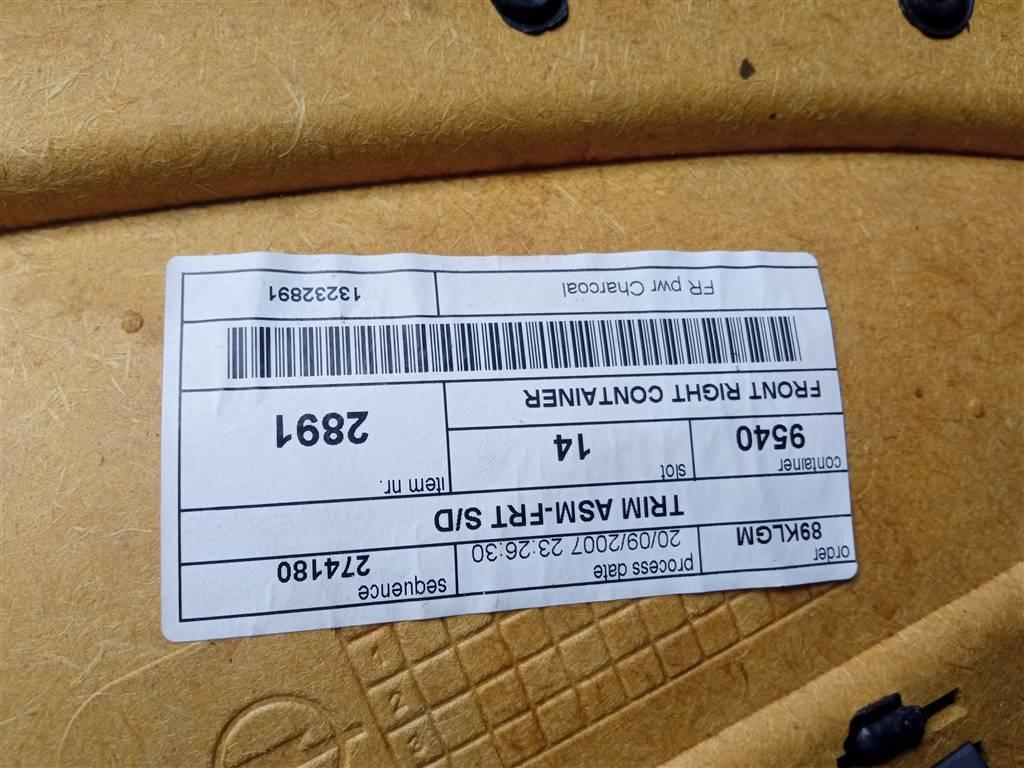 order
89KLGM
process date
20/09/2007 23:26:30
sequence
274180
TRIM ASM-FRT S/D
container
9540
slot
14
item nr.
2891
FRONT RIGHT CONTAINER
FR pwr Charcoal
13232891